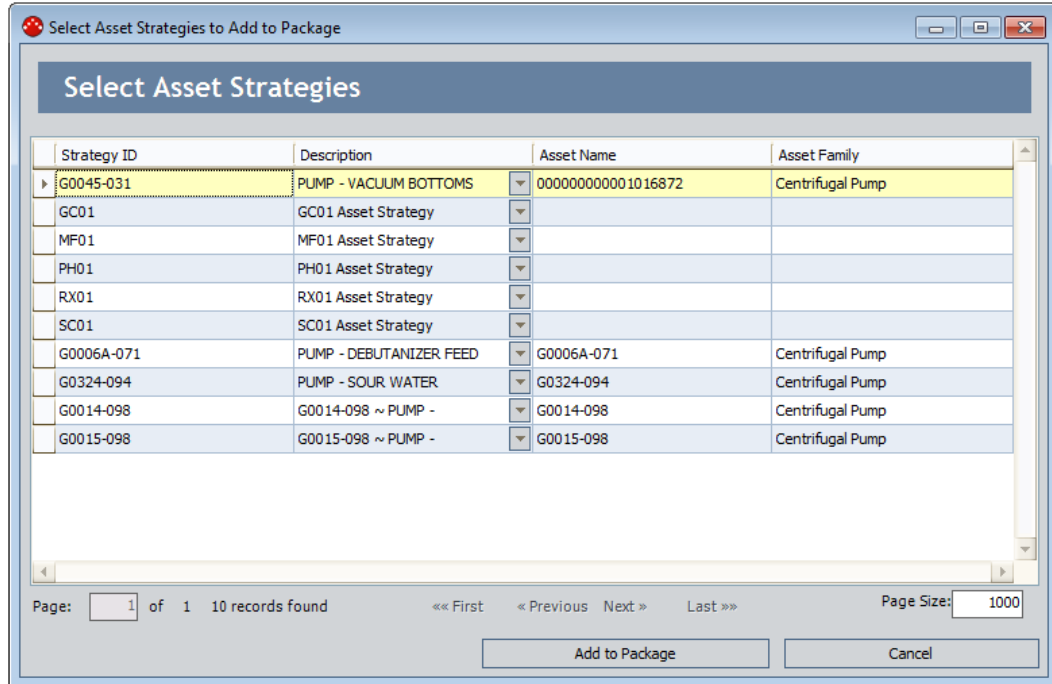 Select Asset Strategies to Add to Package
Select Asset Strategies
Strategy ID Description Asset Name Asset Family
G0045-031 PUMP - VACUUM BOTTOMS 000000000001016872 Centrifugal Pump
GC01 GC01 Asset Strategy
MF01 MF01 Asset Strategy
PH01 PH01 Asset Strategy
RX01 RX01 Asset Strategy
SC01 SC01 Asset Strategy
G0006A-071 PUMP - DEBUTANIZER FEED G0006A-071 Centrifugal Pump
G0324-094 PUMP - SOUR WATER G0324-094 Centrifugal Pump
G0014-098 G0014-098 ~ PUMP - G0014-098 Centrifugal Pump
G0015-098 G0015-098 ~ PUMP - G0015-098 Centrifugal Pump
Page: 1 of 1 10 records found «« First « Previous Next » Last »» Page Size: 1000
Add to Package Cancel